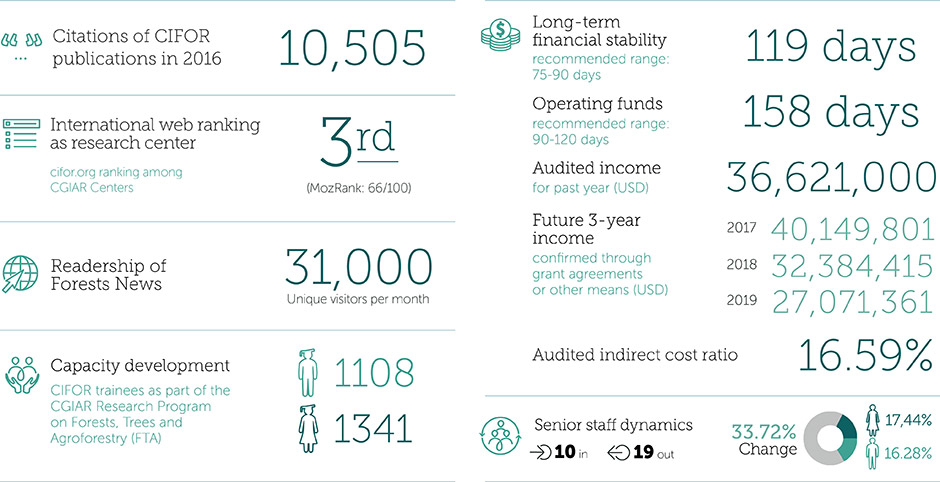 Citations of CIFOR
publications in 2016
10,505
International web ranking
as research center
cifor.org ranking among
CGIAR Centers
3rd
(MozRank: 66/100)
Readership of
Forests News
31,000
Unique visitors per month
Capacity development
CIFOR trainees as part of the
CGIAR Research Program
on Forests, Trees and
Agroforestry (FTA)
1108
1341
$
Long-term
financial stability
recommended range:
75-90 days
119 days
Operating funds
recommended range:
90-120 days
158 days
Audited income
for past year (USD)
36,621,000
Future 3-year
income
confirmed through
grant agreements
or other means (USD)
2017 40,149,801
2018 32,384,415
2019 27,071,361
Audited indirect cost ratio
16.59%
Senior staff dynamics
10 in 19 out
33.72%
Change
17,44%
16.28%